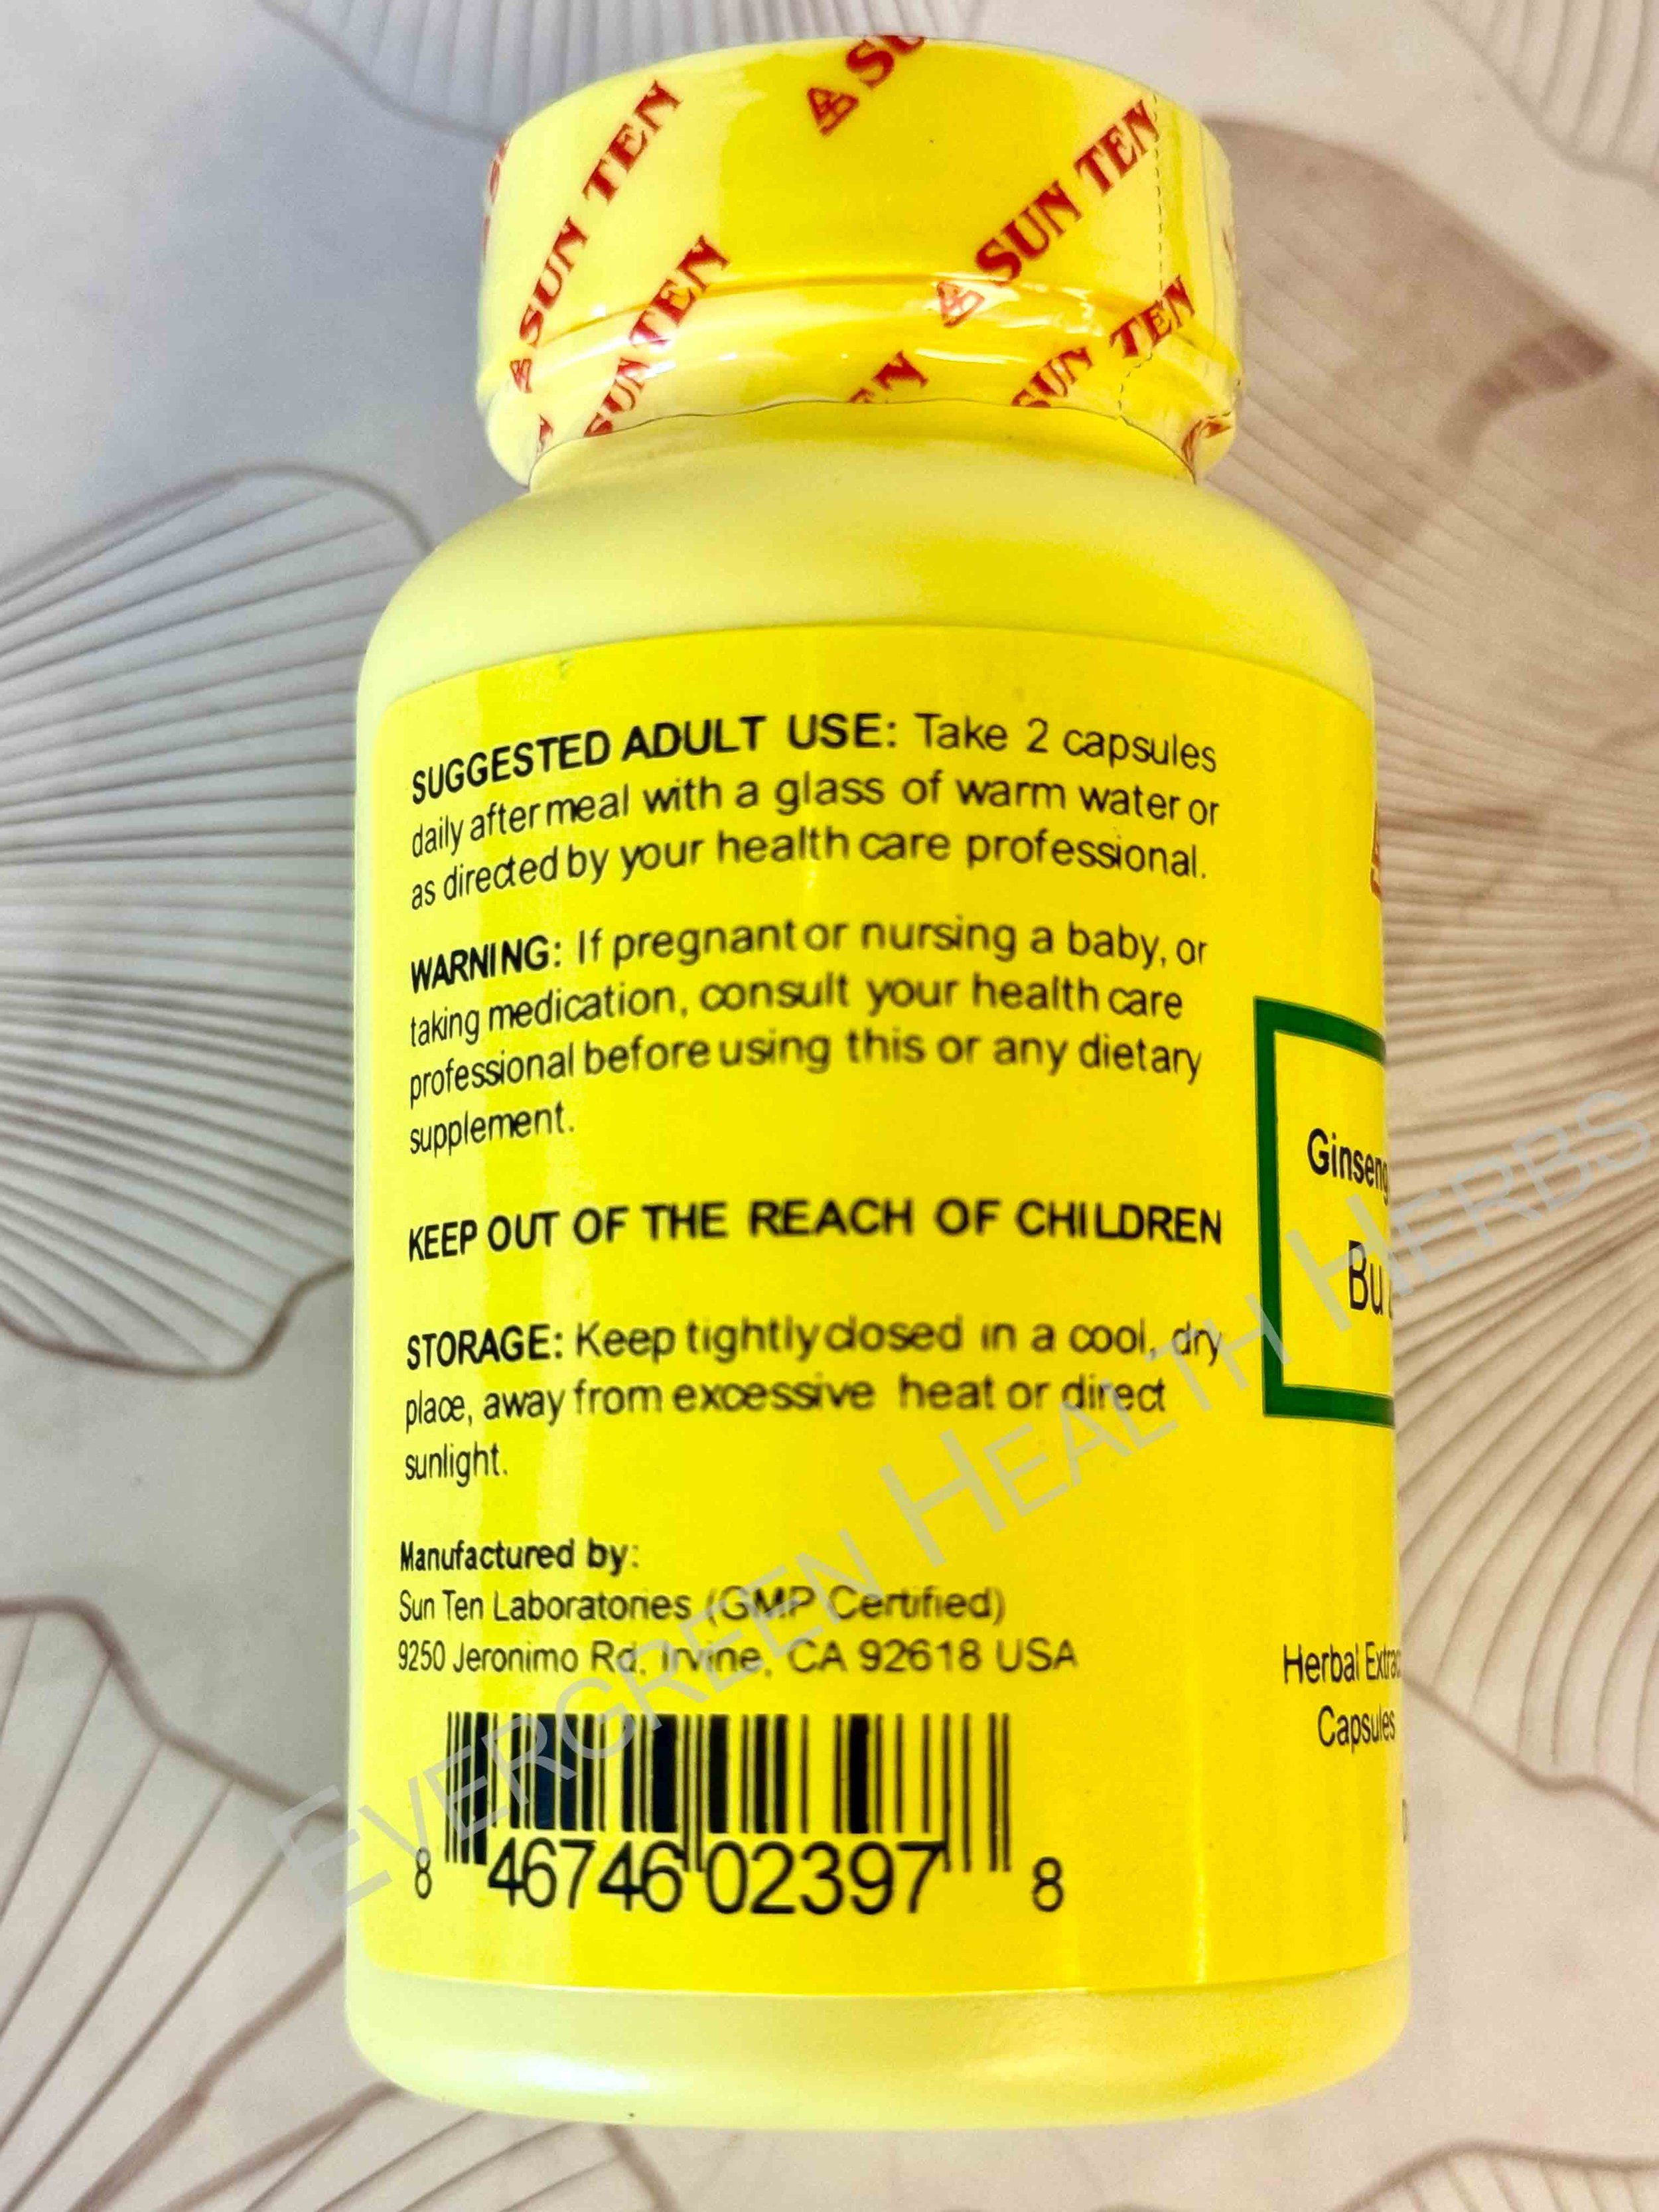 SUN TEN
SUN TEN
SUN TEN
SUN TEN
SUGGESTED ADULT USE: Take 2 capsules
daily after meal with a glass of warm water or
as directed by your health care professional.
WARNING: If pregnant or nursing a baby, or
taking medication, consult your health care
professional before using this or any dietary
supplement.
KEEP OUT OF THE REACH OF CHILDREN
STORAGE: Keep tightly closed in a cool, dry
place, away from excessive heat or direct
sunlight.
Manufactured by:
Sun Ten Laboratories (GMP Certified)
9250 Jeronimo Rd, Irvine, CA 92618 USA
8 46746 02397 8
Ginseng
Bu
Herbal
Capsules
EVERGREEN HEALTH HERBS